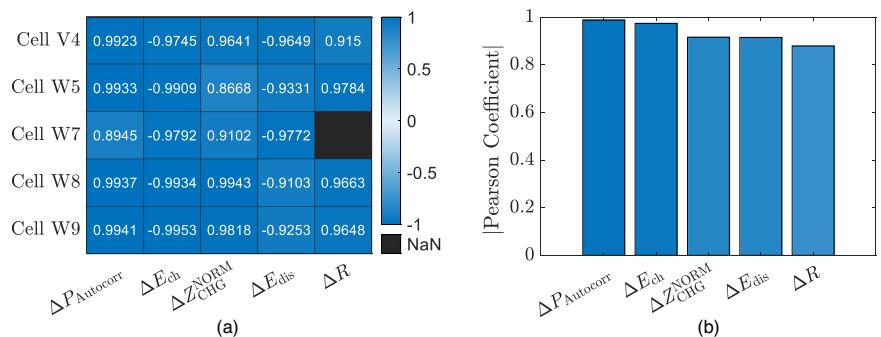 Cell V4 0.9923 -0.9745 0.9641 -0.9649 0.915
Cell W5 0.9933 -0.9909 0.8668 -0.9331 0.9784
Cell W7 0.8945 -0.9792 0.9102 -0.9772
Cell W8 0.9937 -0.9934 0.9943 -0.9103 0.9663
Cell W9 0.9941 -0.9953 0.9818 -0.9253 0.9648
ΔP_Autocorr ΔE_ch ΔZ_CHG^NORM ΔE_dis ΔR
1
0.5
0
-0.5
-1
NaN
(a)
|Pearson Coefficient|
1
0.8
0.6
0.4
0.2
0
ΔP_Autocorr ΔE_ch ΔZ_CHG^NORM ΔE_dis ΔR
(b)